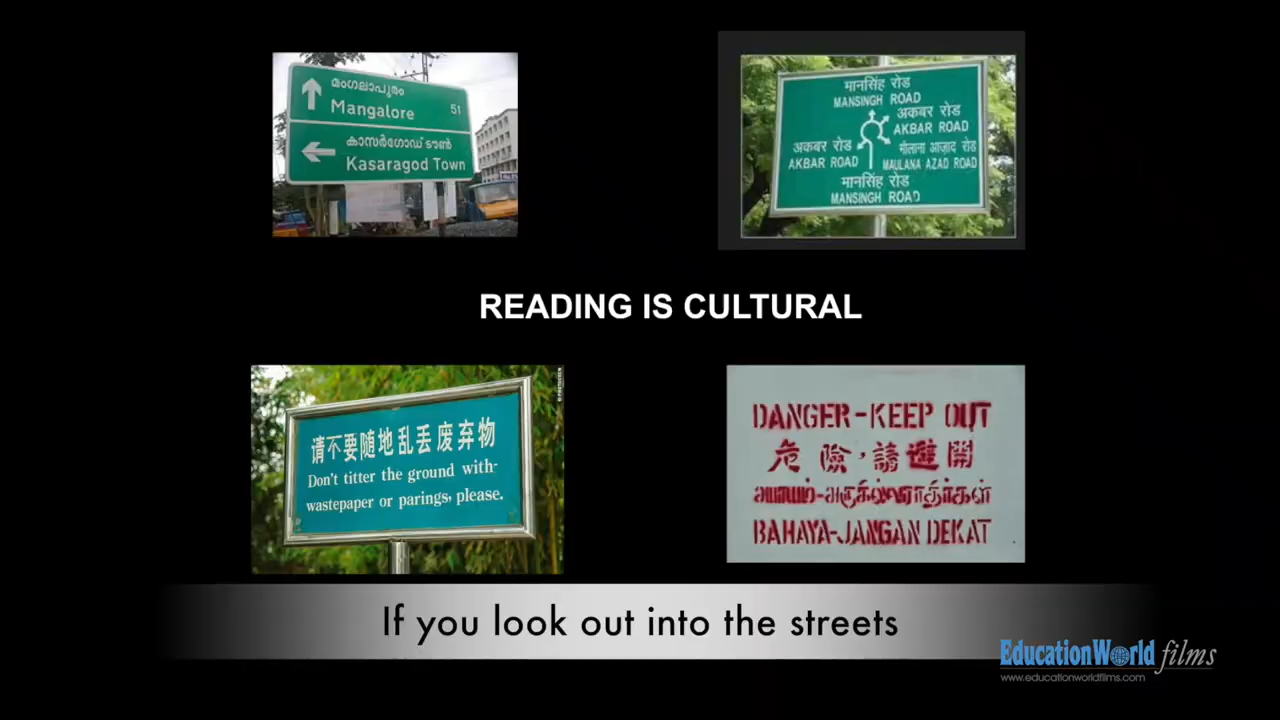 മംഗലാപുരം
Mangalore 51
കാസർഗോഡ് ടൗൺ
Kasaragod Town
मानसिंह रोड
MANSINGH ROAD
अकबर रोड
AKBAR ROAD
अकबर रोड
AKBAR ROAD
मौलाना आज़ाद रोड
MAULANA AZAD ROAD
मानसिंह रोड
MANSINGH ROAD
READING IS CULTURAL
请不要随地乱丢废弃物
Don't titter the ground with-
wastepaper or parings, please.
DANGER-KEEP OUT
危險，請避開
BAHAYA-JANGAN DEKAT
If you look out into the streets
EducationWorld films
www.educationworldfilms.com